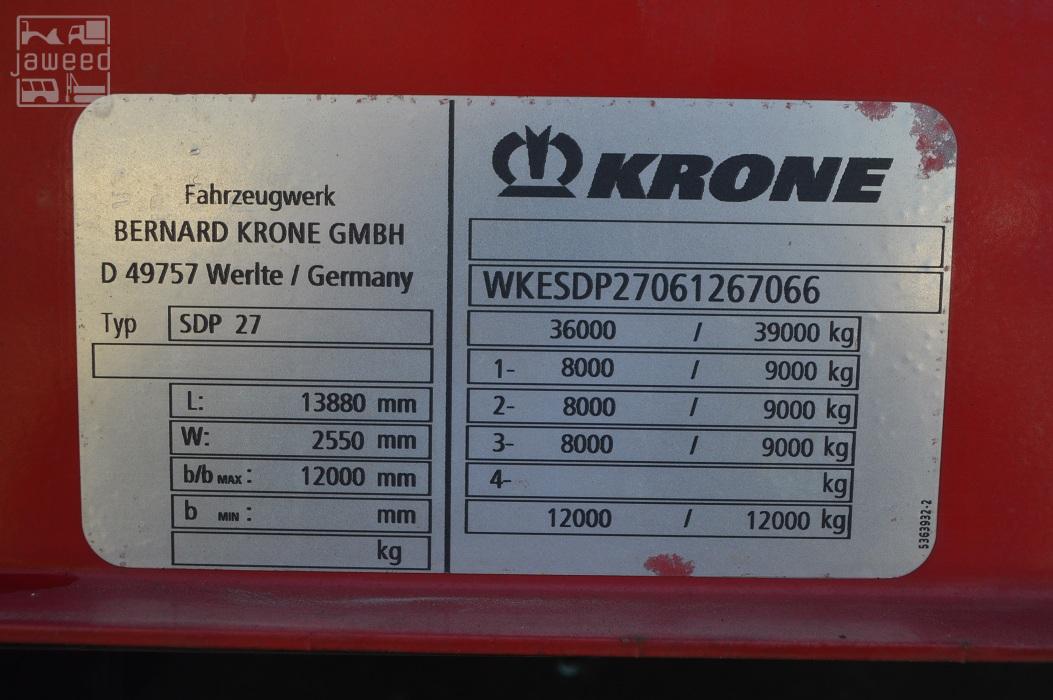 jaweed
Fahrzeugwerk
BERNARD KRONE GMBH
D 49757 Werlte / Germany
Typ SDP 27
L: 13880 mm
W: 2550 mm
b/b MAX : 12000 mm
b MIN : mm
kg
KRONE
WKESDP27061267066
36000 / 39000 kg
1- 8000 / 9000 kg
2- 8000 / 9000 kg
3- 8000 / 9000 kg
4- kg
12000 / 12000 kg
5363932-2